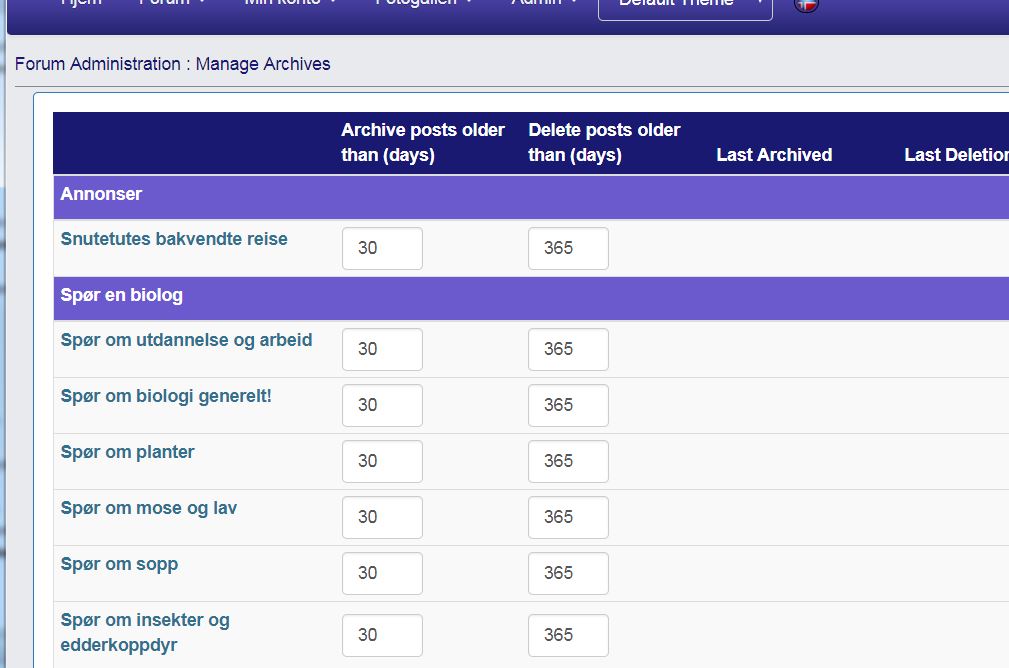 Hjem Forum Min konto Fotogalleri Admin Default Theme
Forum Administration : Manage Archives
Archive posts older than (days)
Delete posts older than (days)
Last Archived
Last Deletion
Annonser
Snutetutes bakvendte reise 30 365
Spør en biolog
Spør om utdannelse og arbeid 30 365
Spør om biologi generelt! 30 365
Spør om planter 30 365
Spør om mose og lav 30 365
Spør om sopp 30 365
Spør om insekter og
edderkoppdyr 30 365